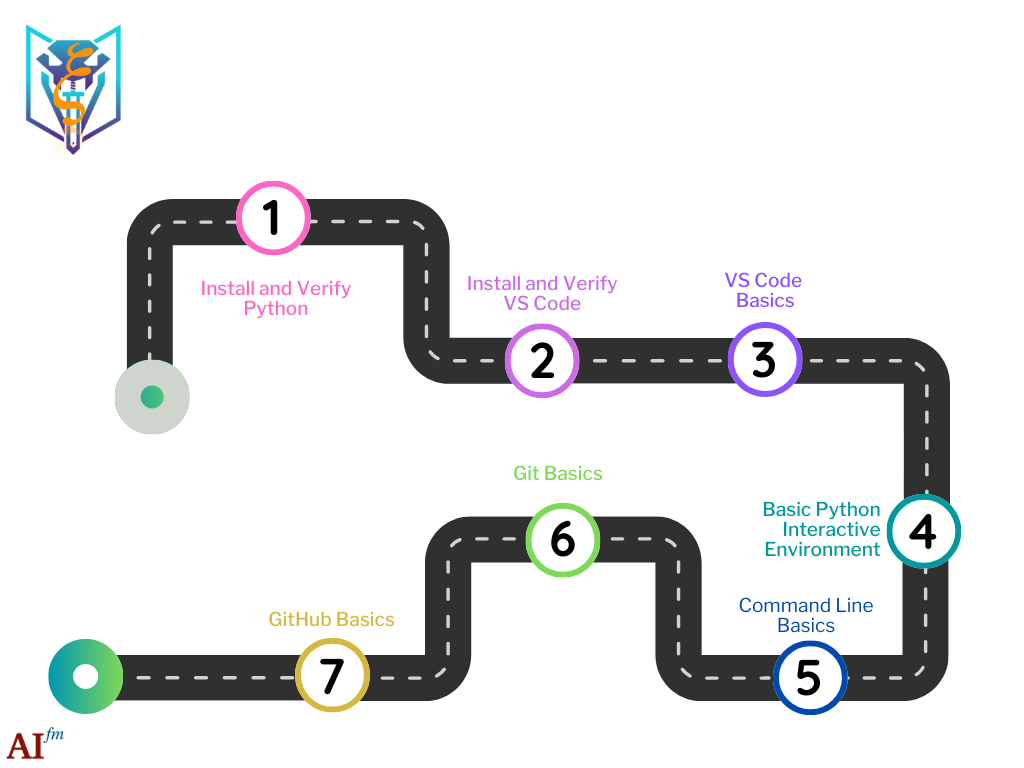 1
Install and Verify
Python
Install and Verify
VS Code
2
VS Code
Basics
3
Basic Python
Interactive
Environment
4
Command Line
Basics
5
Git Basics
6
GitHub Basics
7
AI fm